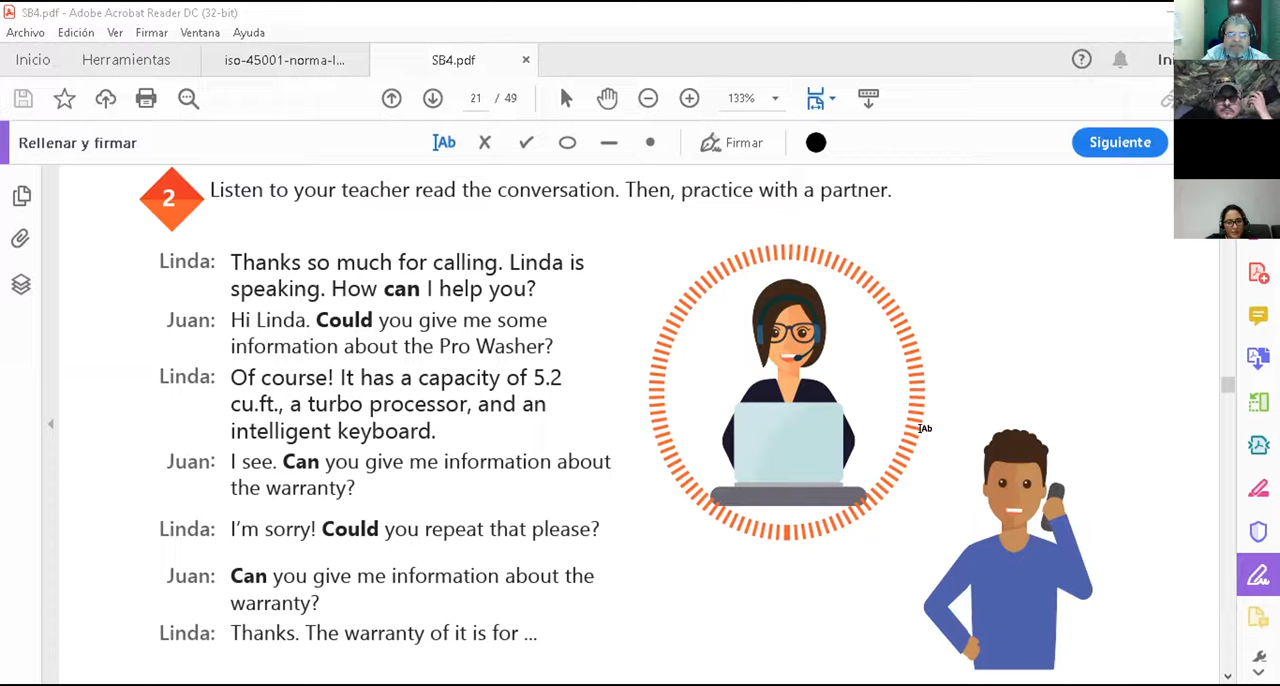 SB4.pdf - Adobe Acrobat Reader DC (32-bit)
Archivo Edición Ver Firmar Ventana Ayuda
Inicio Herramientas iso-45001-norma-I... SB4.pdf ×
21 / 49 133%
Rellenar y firmar Ab Firmar Siguiente
2 Listen to your teacher read the conversation. Then, practice with a partner.
Linda: Thanks so much for calling. Linda is
speaking. How can I help you?
Juan: Hi Linda. Could you give me some
information about the Pro Washer?
Linda: Of course! It has a capacity of 5.2
cu.ft., a turbo processor, and an
intelligent keyboard.
Ab
Juan: I see. Can you give me information about
the warranty?
Linda: I'm sorry! Could you repeat that please?
Juan: Can you give me information about the
warranty?
Linda: Thanks. The warranty of it is for ...